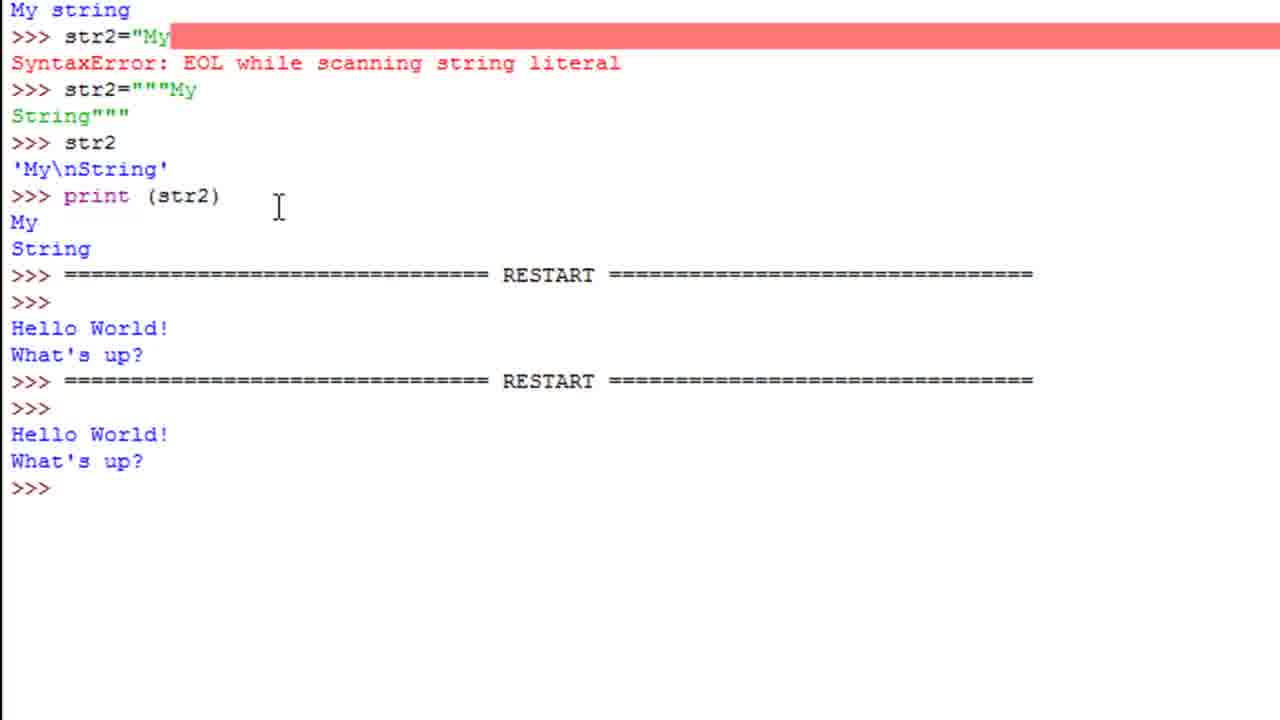 My string
>>> str2="My
SyntaxError: EOL while scanning string literal
>>> str2="""My
String"""
>>> str2
'My\nString'
>>> print (str2)
My
String
>>> ================================ RESTART ================================
>>>
Hello World!
What's up?
>>> ================================ RESTART ================================
>>>
Hello World!
What's up?
>>>